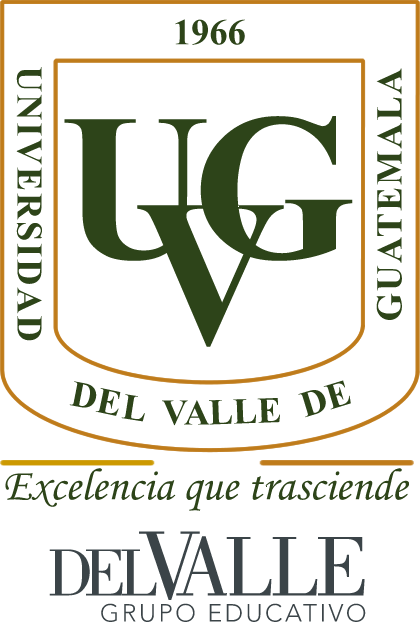 1966
UNIVERSIDAD
DEL VALLE DE
GUATEMALA
UVG
Excelencia que trasciende
DELVALLE
GRUPO EDUCATIVO